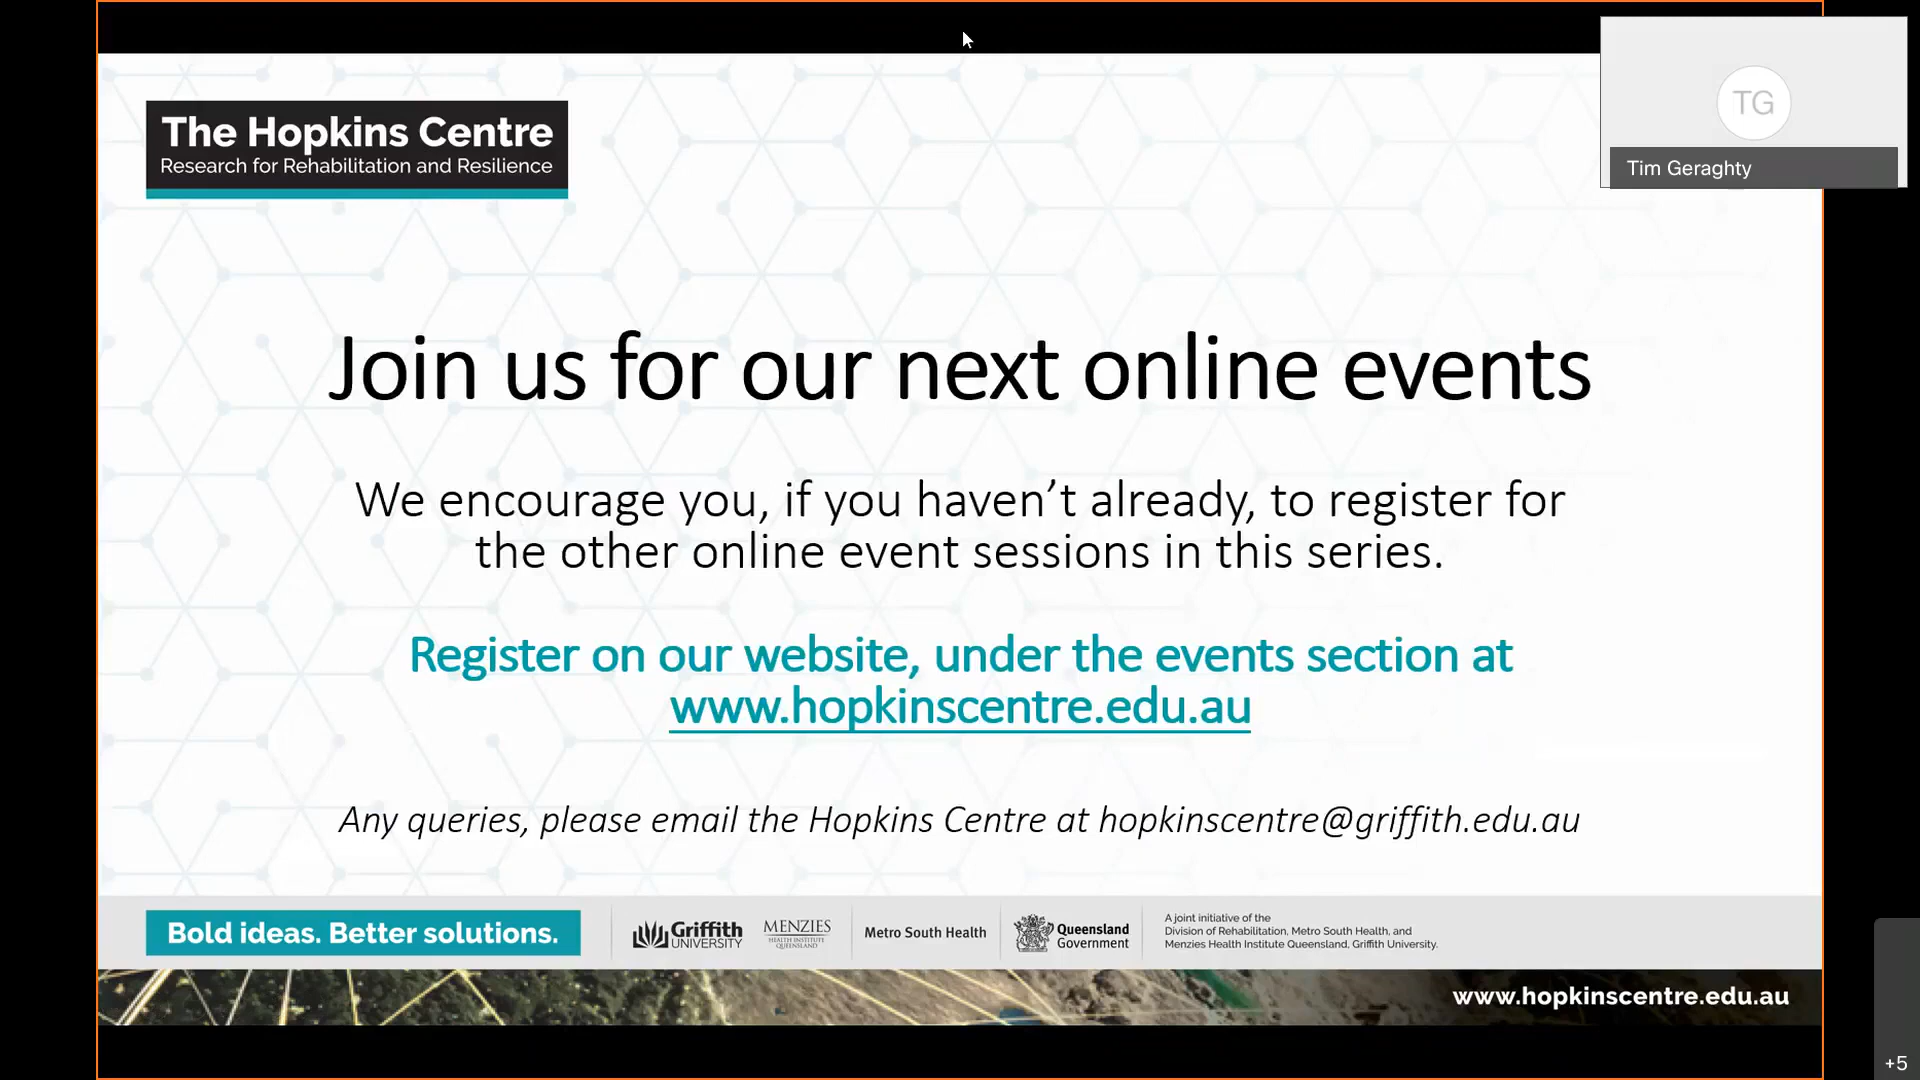 The Hopkins Centre
Research for Rehabilitation and Resilience
TG
Tim Geraghty
Join us for our next online events
We encourage you, if you haven’t already, to register for
the other online event sessions in this series.
Register on our website, under the events section at
www.hopkinscentre.edu.au
Any queries, please email the Hopkins Centre at hopkinscentre@griffith.edu.au
Bold ideas. Better solutions.
Griffith
UNIVERSITY
MENZIES
HEALTH INSTITUTE
QUEENSLAND
Metro South Health
Queensland
Government
A joint initiative of the
Division of Rehabilitation, Metro South Health, and
Menzies Health Institute Queensland, Griffith University.
www.hopkinscentre.edu.au
+5